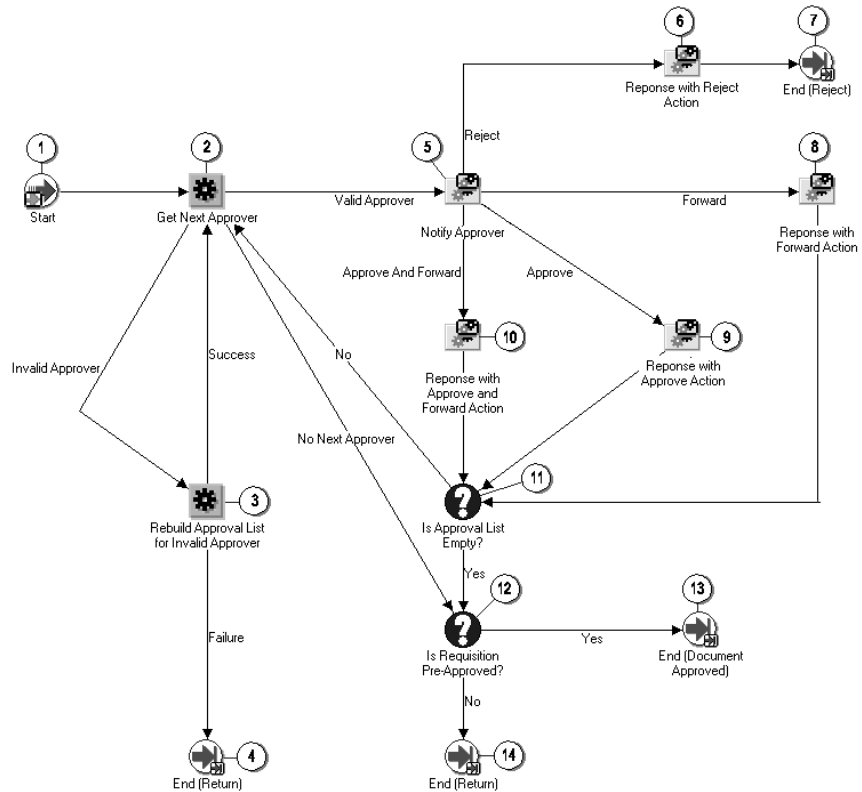 6
7
Reponse with Reject
Action
End (Reject)
Reject
1
2
5
8
Start
Get Next Approver
Valid Approver
Notify Approver
Forward
Reponse with
Forward Action
Approve And Forward
Approve
10
9
Invalid Approver
Success
No
Reponse with
Approve and
Forward Action
Reponse with
Approve Action
No Next Approver
11
3
Rebuild Approval List
for Invalid Approver
Is Approval List
Empty?
Yes
12
13
Failure
Is Requisition
Pre-Approved?
Yes
End (Document
Approved)
No
4
14
End (Return)
End (Return)